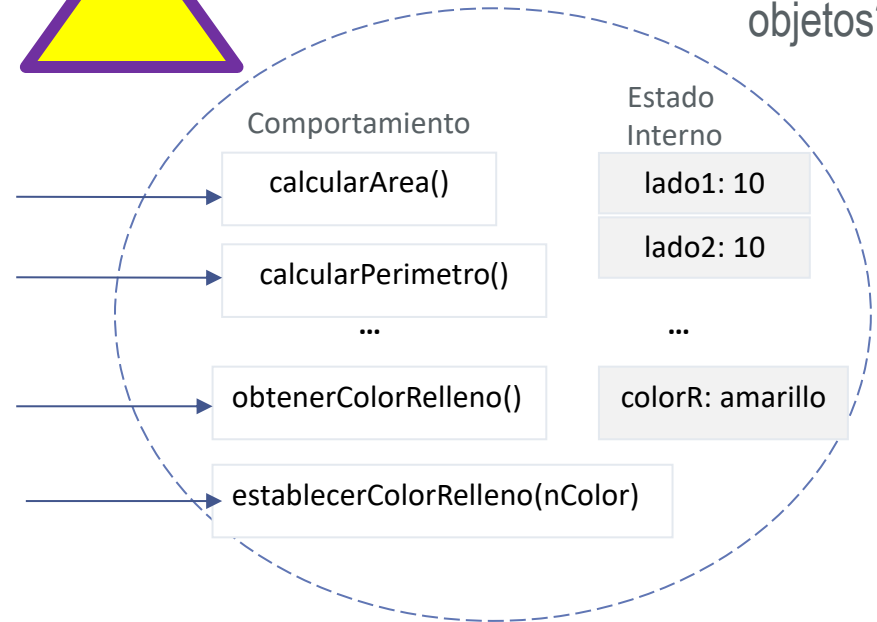 objetos
Comportamiento
Estado
Interno
calcularArea()
lado1: 10
lado2: 10
calcularPerimetro()
...
...
obtenerColorRelleno()
colorR: amarillo
establecerColorRelleno(nColor)